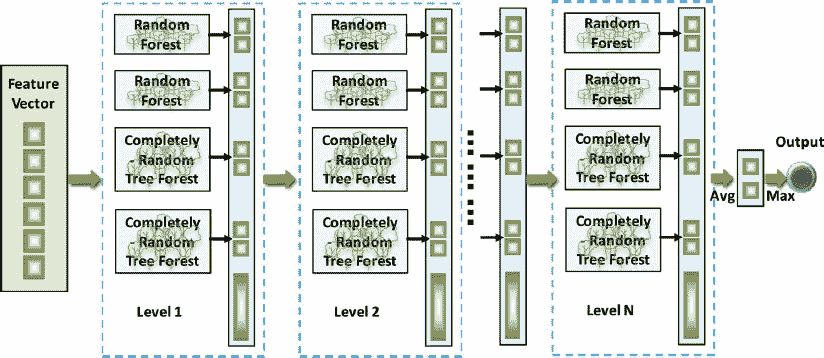 Feature
Vector
Random
Forest
Random
Forest
Completely
Random
Tree Forest
Completely
Random
Tree Forest
Level 1
Random
Forest
Random
Forest
Completely
Random
Tree Forest
Completely
Random
Tree Forest
Level 2
Random
Forest
Random
Forest
Completely
Random
Tree Forest
Completely
Random
Tree Forest
Level N
Avg
Max
Output